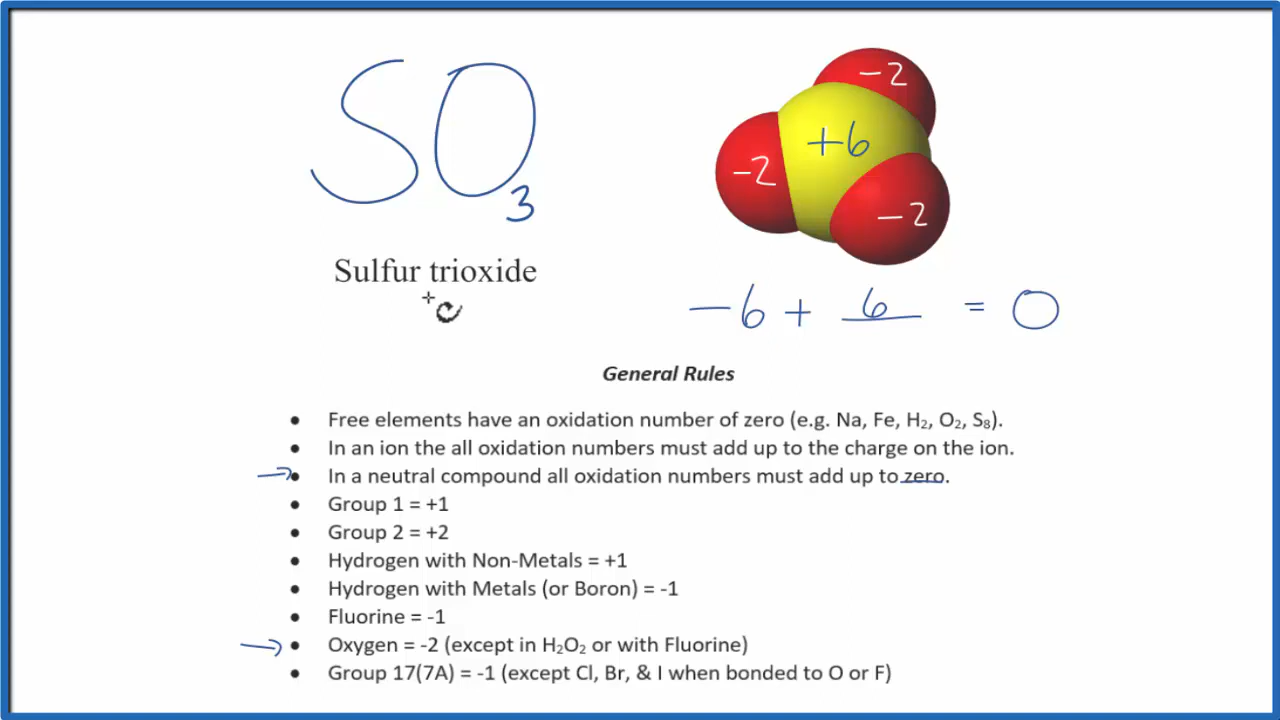 SO₃
Sulfur trioxide
-2
+6
-2
-2
-6 + 6 = 0
General Rules
• Free elements have an oxidation number of zero (e.g. Na, Fe, H₂, O₂, S₈).
• In an ion the all oxidation numbers must add up to the charge on the ion.
• In a neutral compound all oxidation numbers must add up to zero.
• Group 1 = +1
• Group 2 = +2
• Hydrogen with Non-Metals = +1
• Hydrogen with Metals (or Boron) = -1
• Fluorine = -1
• Oxygen = -2 (except in H₂O₂ or with Fluorine)
• Group 17(7A) = -1 (except Cl, Br, & I when bonded to O or F)